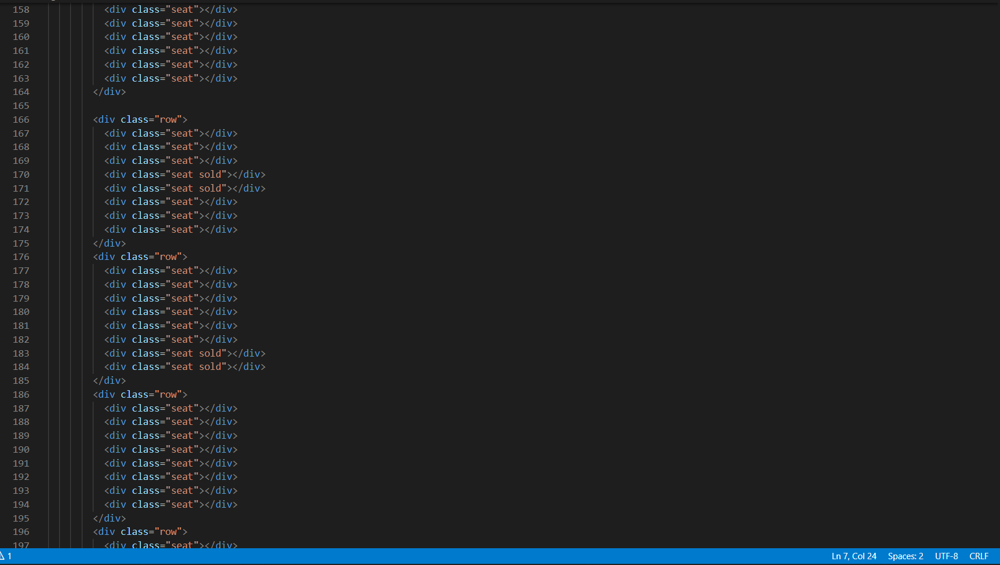 158 <div class="seat"></div>
159 <div class="seat"></div>
160 <div class="seat"></div>
161 <div class="seat"></div>
162 <div class="seat"></div>
163 <div class="seat"></div>
164 </div>
165
166 <div class="row">
167 <div class="seat"></div>
168 <div class="seat"></div>
169 <div class="seat"></div>
170 <div class="seat sold"></div>
171 <div class="seat sold"></div>
172 <div class="seat"></div>
173 <div class="seat"></div>
174 <div class="seat"></div>
175 </div>
176 <div class="row">
177 <div class="seat"></div>
178 <div class="seat"></div>
179 <div class="seat"></div>
180 <div class="seat"></div>
181 <div class="seat"></div>
182 <div class="seat"></div>
183 <div class="seat sold"></div>
184 <div class="seat sold"></div>
185 </div>
186 <div class="row">
187 <div class="seat"></div>
188 <div class="seat"></div>
189 <div class="seat"></div>
190 <div class="seat"></div>
191 <div class="seat"></div>
192 <div class="seat"></div>
193 <div class="seat"></div>
194 <div class="seat"></div>
195 </div>
196 <div class="row">
197 <div class="seat"></div>
1 Ln 7, Col 24 Spaces: 2 UTF-8 CRLF